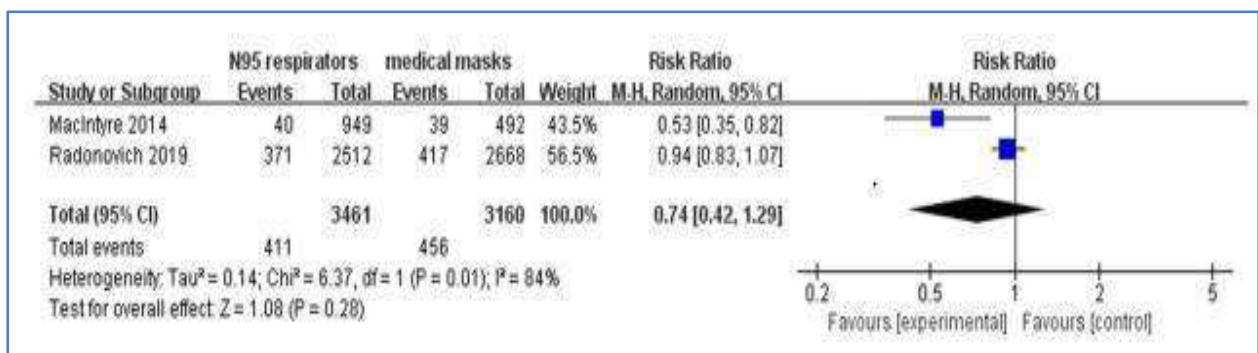 N95 respirators medical masks Risk Ratio Risk Ratio
Study or Subgroup Events Total Events Total Weight M-H, Random, 95% CI M-H, Random, 95% CI
MacIntyre 2014 40 949 39 492 43.5% 0.53 [0.35, 0.82]
Radonovich 2019 371 2512 417 2668 56.5% 0.94 [0.83, 1.07]
Total (95% CI) 3461 3160 100.0% 0.74 [0.42, 1.29]
Total events 411 456
Heterogeneity: Tau² = 0.14; Chi² = 6.37, df = 1 (P = 0.01); I² = 84%
Test for overall effect: Z = 1.08 (P = 0.28)
0.2 0.5 1 2 5
Favours [experimental] Favours [control]